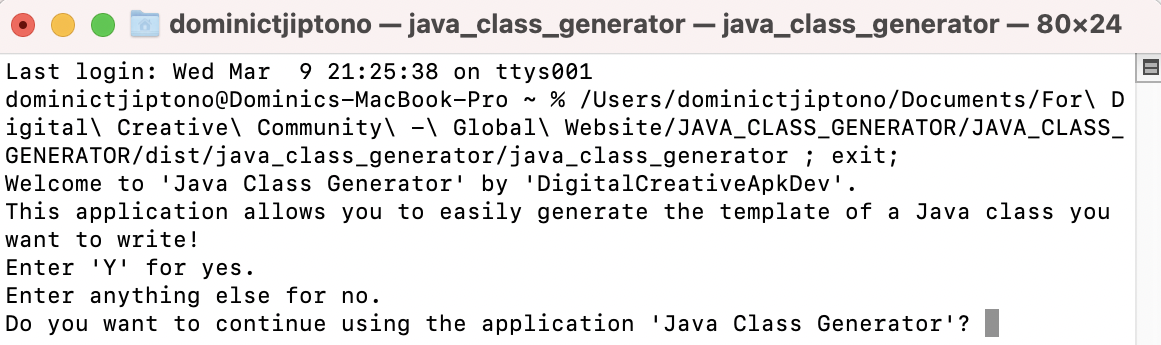 dominictjiptono — java_class_generator — java_class_generator — 80×24
Last login: Wed Mar  9 21:25:38 on ttys001
dominictjiptono@Dominics-MacBook-Pro ~ % /Users/dominictjiptono/Documents/For\ D
igital\ Creative\ Community\ -\ Global\ Website/JAVA_CLASS_GENERATOR/JAVA_CLASS_
GENERATOR/dist/java_class_generator/java_class_generator ; exit;
Welcome to 'Java Class Generator' by 'DigitalCreativeApkDev'.
This application allows you to easily generate the template of a Java class you
want to write!
Enter 'Y' for yes.
Enter anything else for no.
Do you want to continue using the application 'Java Class Generator'?